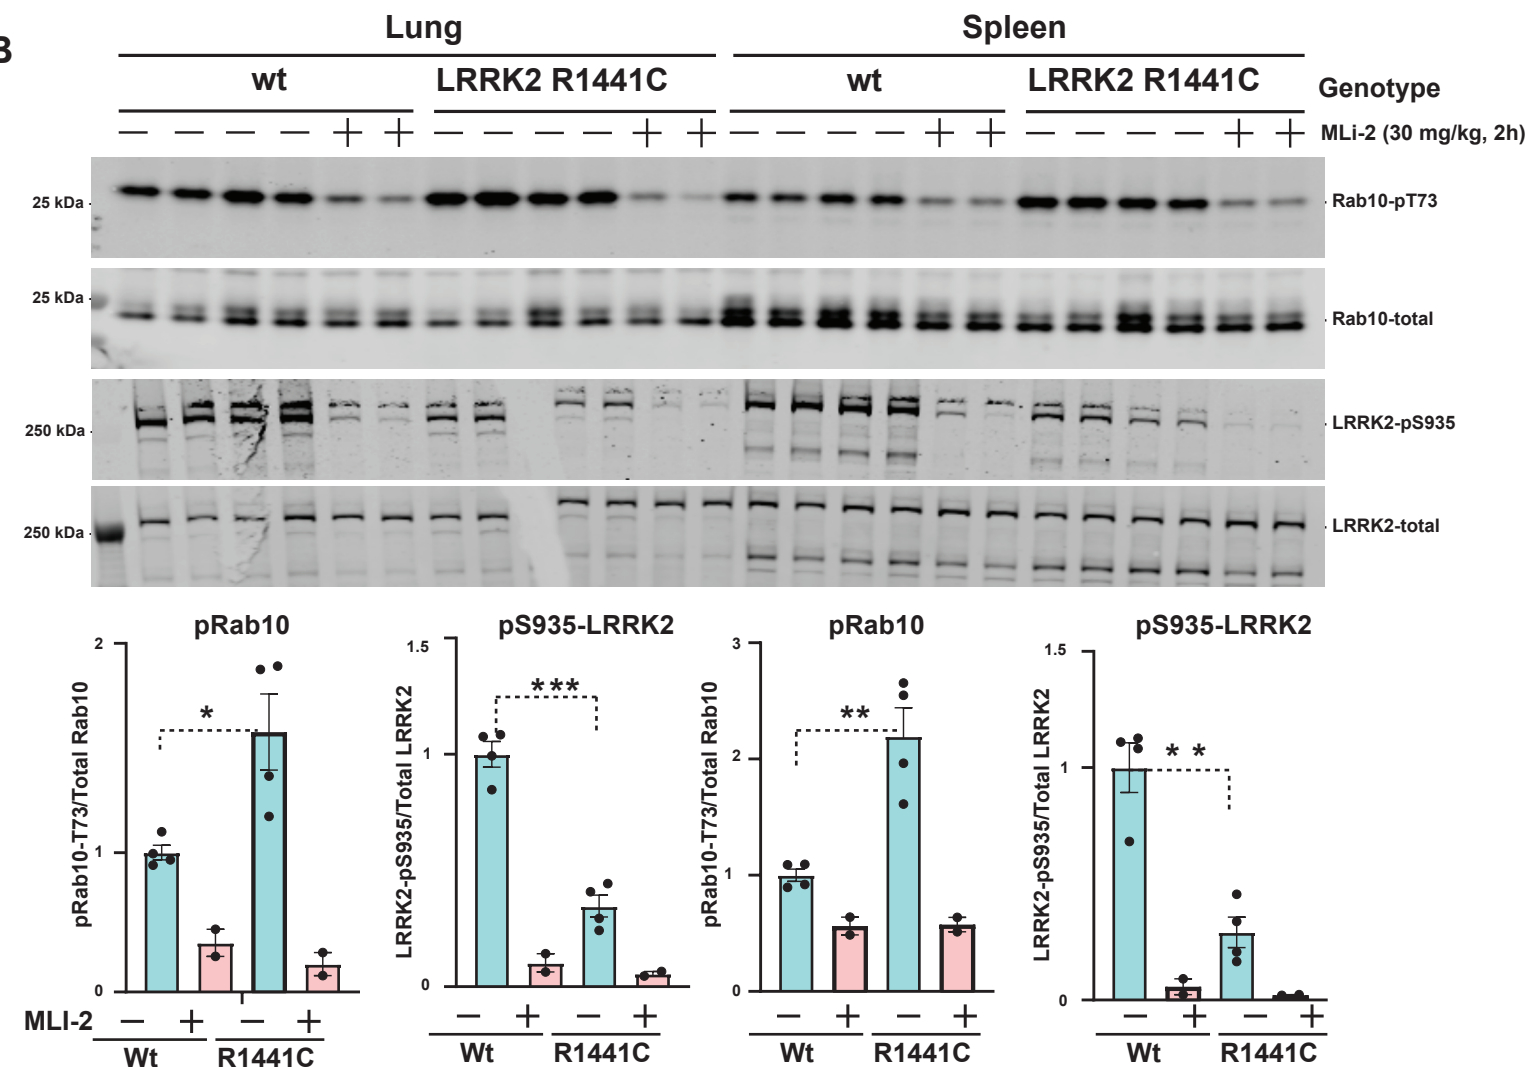 B
Lung Spleen
wt LRRK2 R1441C wt LRRK2 R1441C Genotype
— — — — + + — — — — + + — — — — + + — — — — + + MLi-2 (30 mg/kg, 2h)
25 kDa Rab10-pT73
25 kDa Rab10-total
250 kDa LRRK2-pS935
250 kDa LRRK2-total
pRab10 pS935-LRRK2 pRab10 pS935-LRRK2
pRab10-T73/Total Rab10
2
1
0
*
LRRK2-pS935/Total LRRK2
1.5
1
0
***
pRab10-T73/Total Rab10
3
2
1
0
**
LRRK2-pS935/Total LRRK2
1.5
1
0
* *
MLI-2 — + — + — + — + — + — + — + — +
Wt R1441C Wt R1441C Wt R1441C Wt R1441C